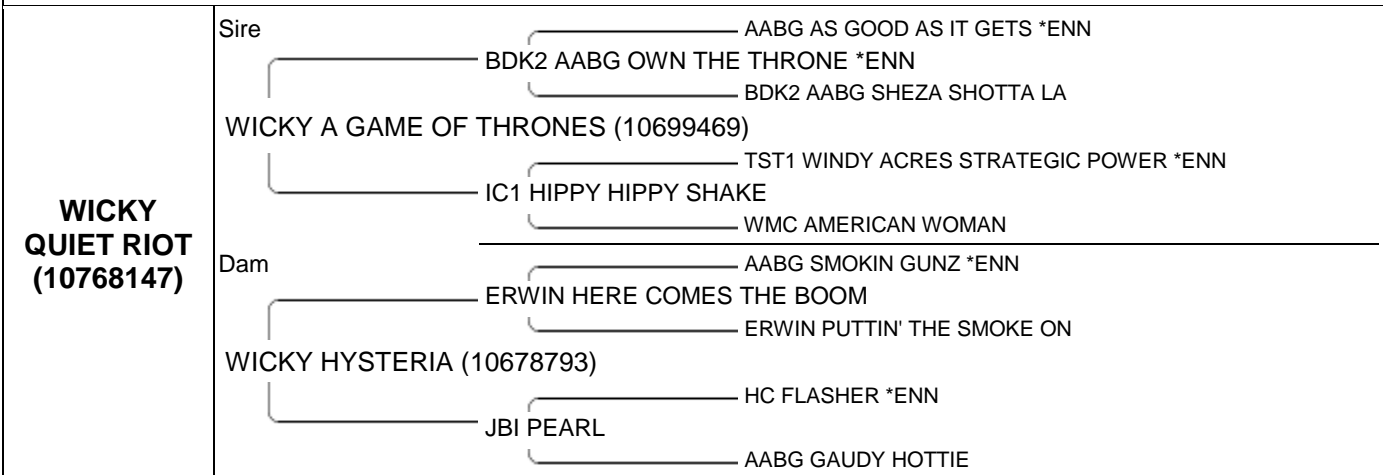 Sire
AABG AS GOOD AS IT GETS *ENN
BDK2 AABG OWN THE THRONE *ENN
BDK2 AABG SHEZA SHOTTA LA
WICKY A GAME OF THRONES (10699469)
TST1 WINDY ACRES STRATEGIC POWER *ENN
IC1 HIPPY HIPPY SHAKE
WMC AMERICAN WOMAN
WICKY
QUIET RIOT
(10768147)
Dam
AABG SMOKIN GUNZ *ENN
ERWIN HERE COMES THE BOOM
ERWIN PUTTIN' THE SMOKE ON
WICKY HYSTERIA (10678793)
HC FLASHER *ENN
JBI PEARL
AABG GAUDY HOTTIE